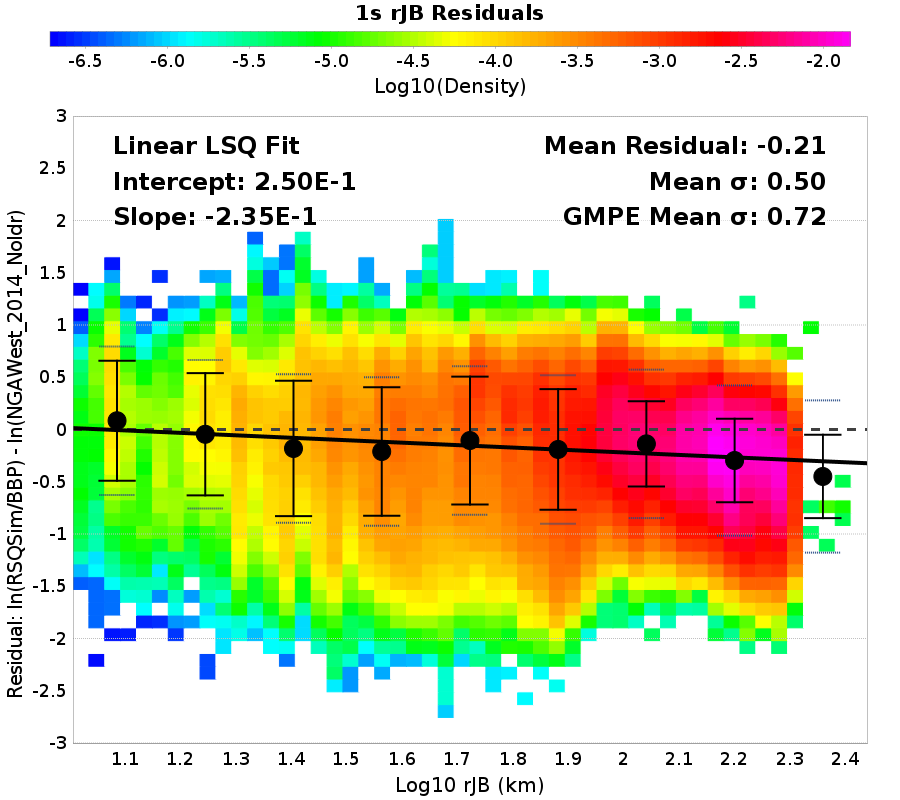 1s rJB Residuals
-6.5 -6.0 -5.5 -5.0 -4.5 -4.0 -3.5 -3.0 -2.5 -2.0
Log10(Density)
Linear LSQ Fit
Intercept: 2.50E-1
Slope: -2.35E-1
Mean Residual: -0.21
Mean σ: 0.50
GMPE Mean σ: 0.72
Residual: ln(RSQSim/BBP) - ln(NGAWest_2014_NoIdr)
3
2.5
2
1.5
1
0.5
0
-0.5
-1
-1.5
-2
-2.5
-3
1.1 1.2 1.3 1.4 1.5 1.6 1.7 1.8 1.9 2 2.1 2.2 2.3 2.4
Log10 rJB (km)